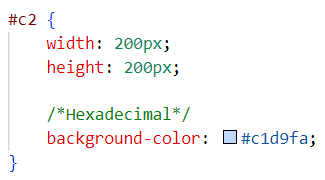 #c2 {
    width: 200px;
    height: 200px;

    /*Hexadecimal*/
    background-color: #c1d9fa;
}